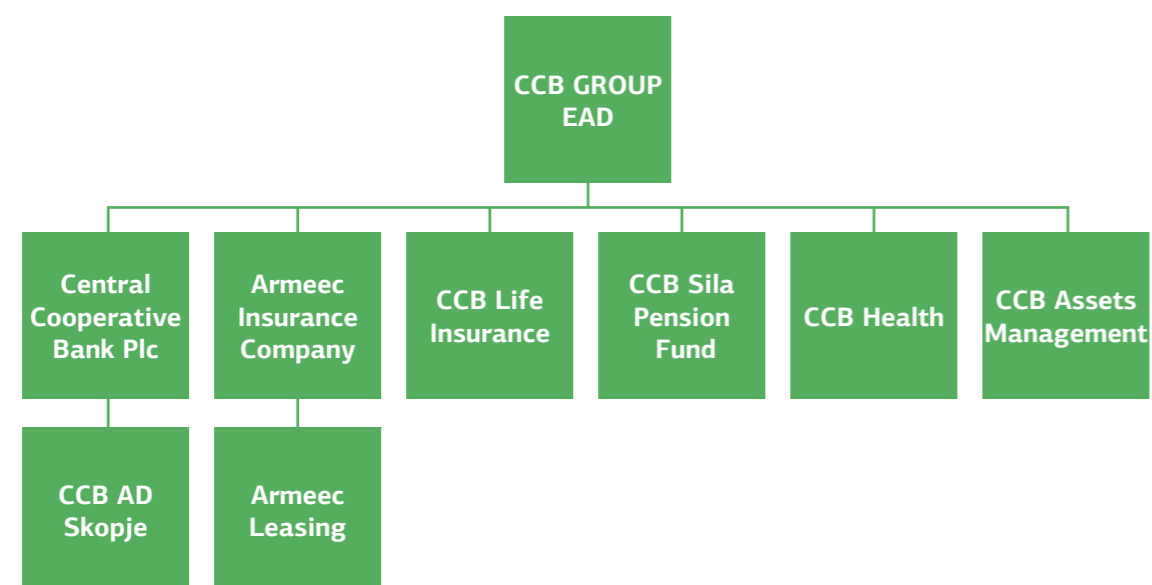 CCB GROUP
EAD
Central
Cooperative
Bank Plc
Armeec
Insurance
Company
CCB Life
Insurance
CCB Sila
Pension
Fund
CCB Health
CCB Assets
Management
CCB AD
Skopje
Armeec
Leasing